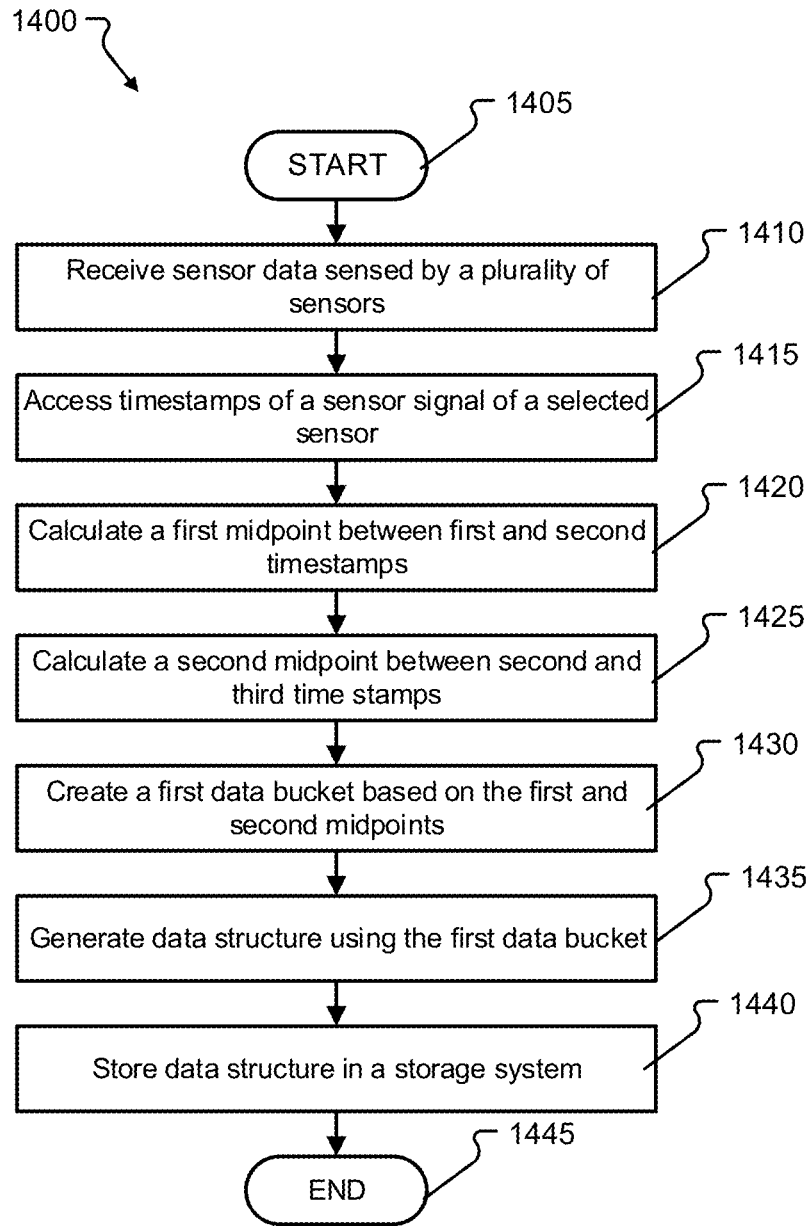 1400
1405
START
1410
Receive sensor data sensed by a plurality of
sensors
1415
Access timestamps of a sensor signal of a selected
sensor
1420
Calculate a first midpoint between first and second
timestamps
1425
Calculate a second midpoint between second and
third time stamps
1430
Create a first data bucket based on the first and
second midpoints
1435
Generate data structure using the first data bucket
1440
Store data structure in a storage system
1445
END